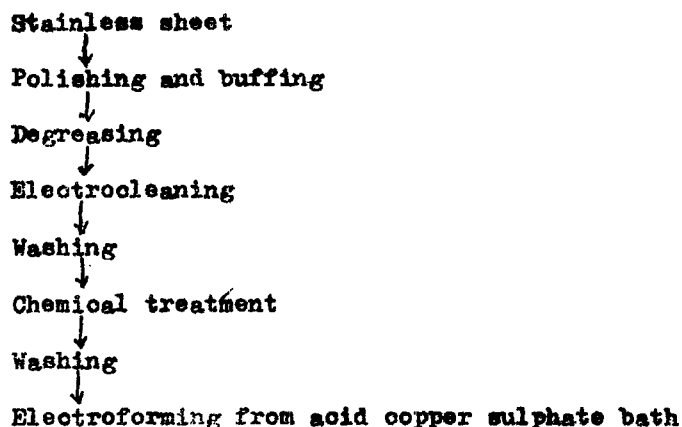 Stainless sheet
Polishing and buffing
Degreasing
Electrocleaning
Washing
Chemical treatment
Washing
Electroforming from acid copper sulphate bath